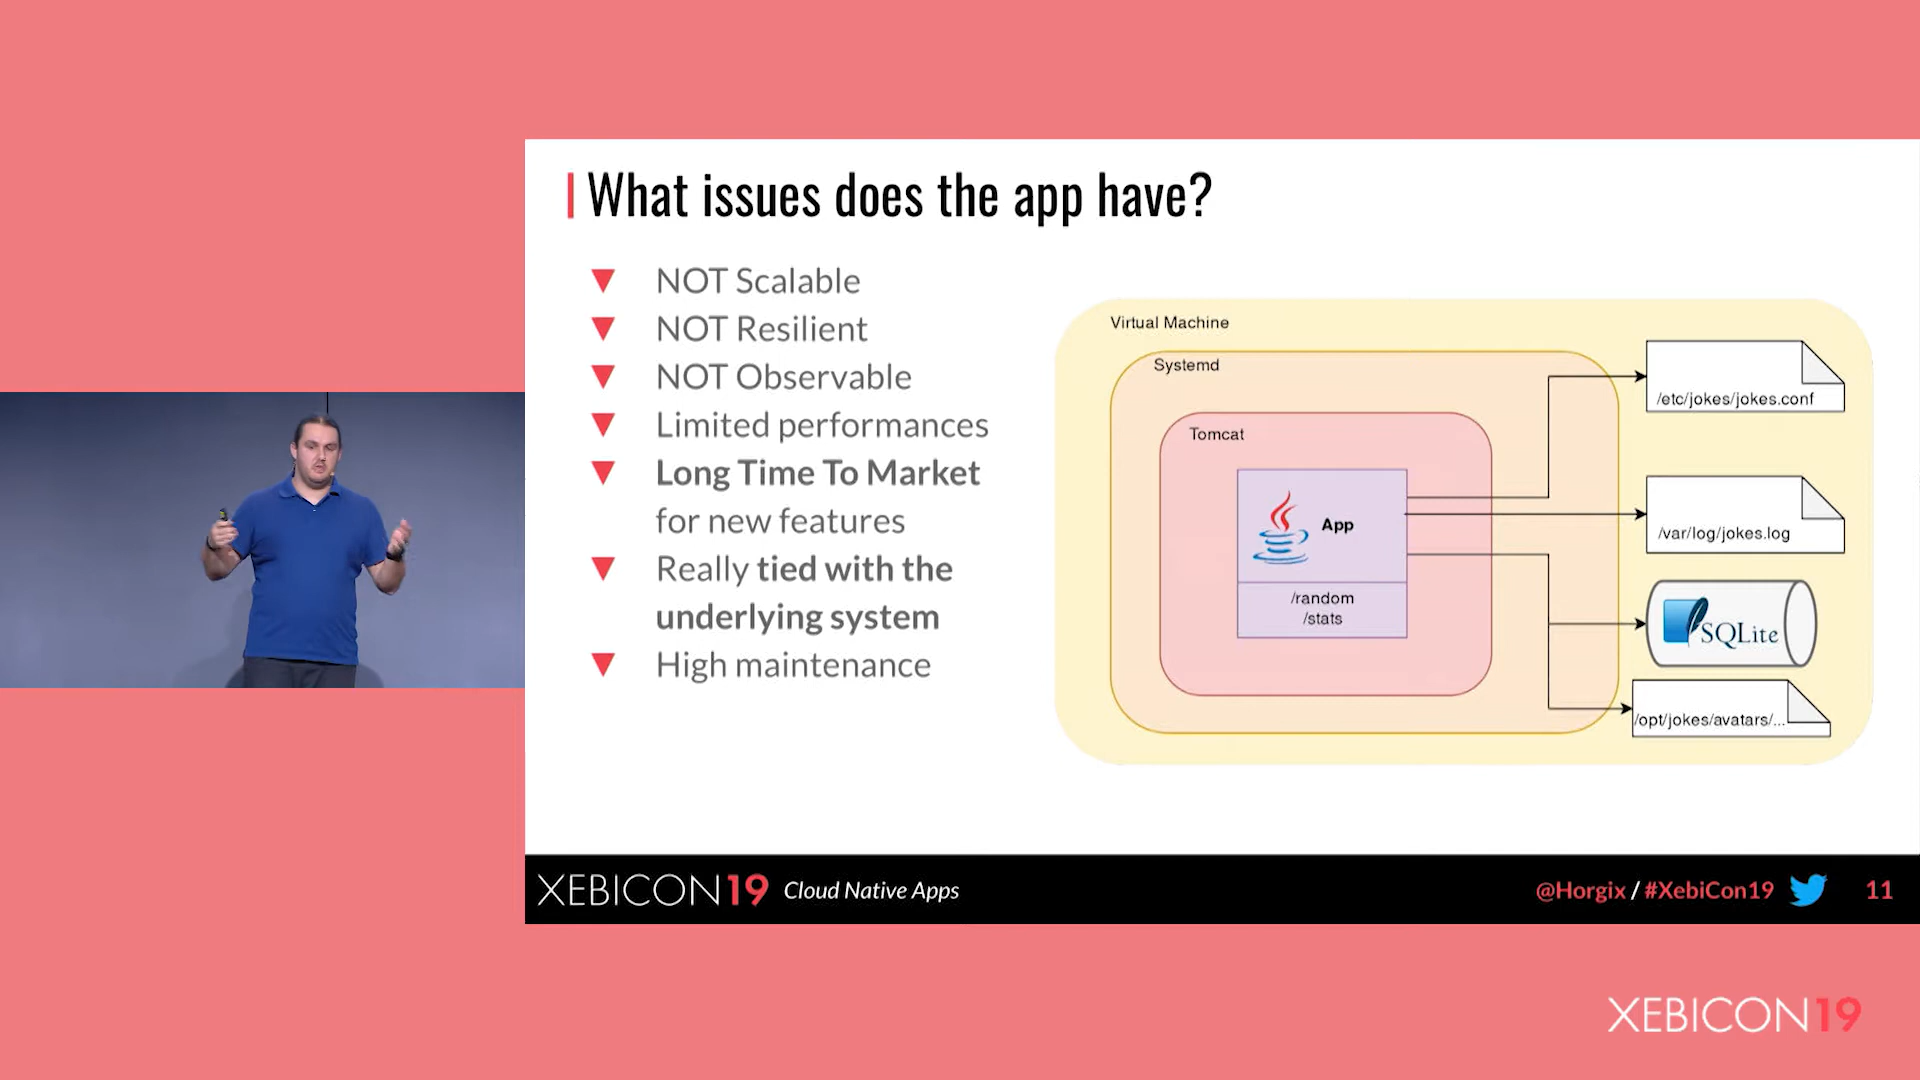 What issues does the app have?
NOT Scalable
NOT Resilient
NOT Observable
Limited performances
Long Time To Market
for new features
Really tied with the
underlying system
High maintenance
Virtual Machine
Systemd
Tomcat
App
/random
/stats
/etc/jokes/jokes.conf
/var/log/jokes.log
SQLite
/opt/jokes/avatars/...
XEBICON19 Cloud Native Apps
@Horgix / #XebiCon19 11
XEBICON19